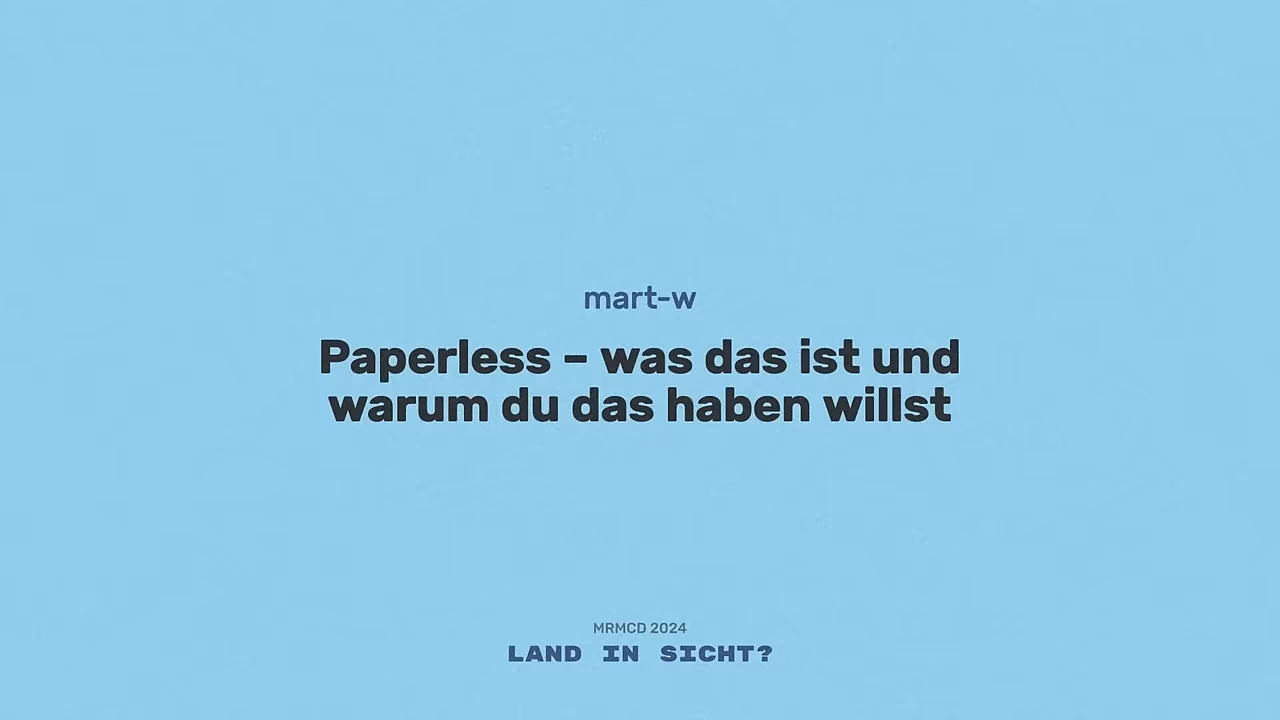 mart-w
Paperless – was das ist und
warum du das haben willst
MRMCD 2024
LAND IN SICHT?